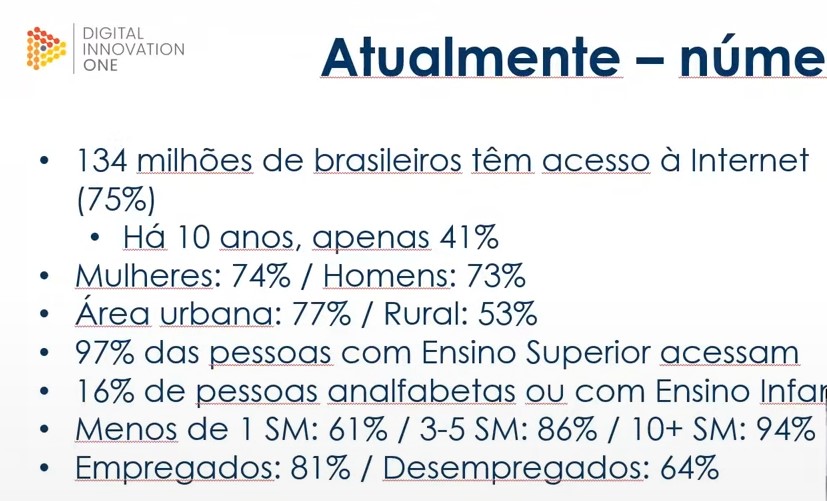 DIGITAL
INNOVATION
ONE
Atualmente – núme
• 134 milhões de brasileiros têm acesso à Internet
(75%)
• Há 10 anos, apenas 41%
• Mulheres: 74% / Homens: 73%
• Área urbana: 77% / Rural: 53%
• 97% das pessoas com Ensino Superior acessam
• 16% de pessoas analfabetas ou com Ensino Infan
• Menos de 1 SM: 61% / 3-5 SM: 86% / 10+ SM: 94%
• Empregados: 81% / Desempregados: 64%